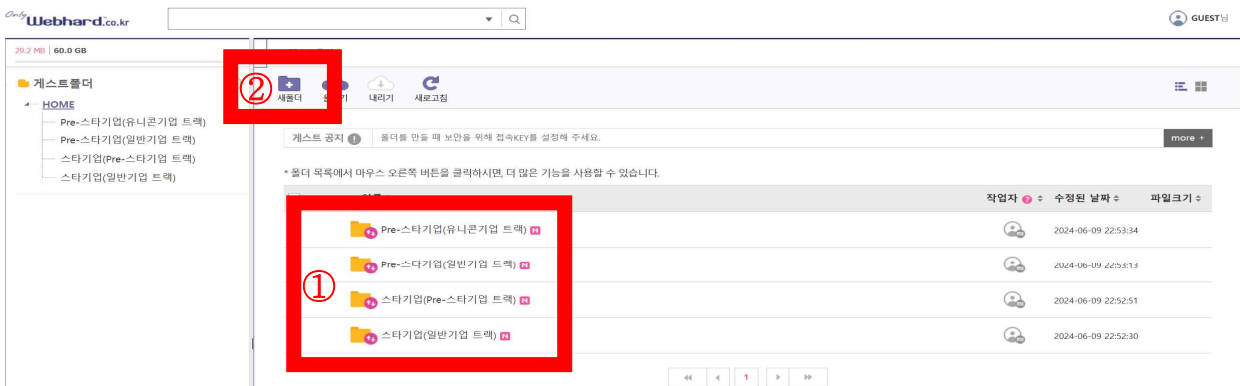 Only Webhard.co.kr
GUEST님
20.2 MB | 60.0 GB
게스트폴더
HOME
Pre-스타기업(유니콘기업 트랙)
Pre-스타기업(일반기업 트랙)
스타기업(Pre-스타기업 트랙)
스타기업(일반기업 트랙)
②
새폴더
내리기
새로고침
게스트 공지
폴더를 만들 때 보안을 위해 접속KEY를 설정해 주세요.
more +
* 폴더 목록에서 마우스 오른쪽 버튼을 클릭하시면, 더 많은 기능을 사용할 수 있습니다.
작업자 수정된 날짜 파일크기
①
Pre-스타기업(유니콘기업 트랙) N 2024-06-09 22:53:34
Pre-스타기업(일반기업 트랙) N 2024-06-09 22:53:13
스타기업(Pre-스타기업 트랙) N 2024-06-09 22:52:51
스타기업(일반기업 트랙) N 2024-06-09 22:52:30
1